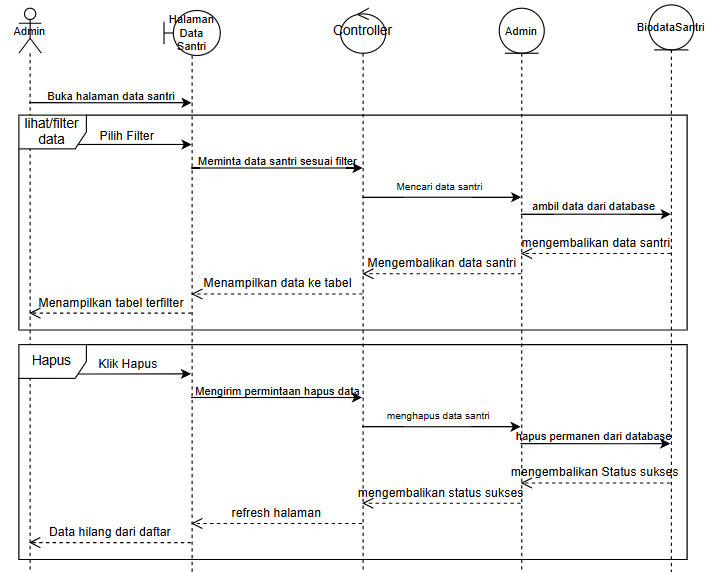 Admin
Halaman
Data
Santri
Controller
Admin
BiodataSantri
Buka halaman data santri
lihat/filter
data
Pilih Filter
Meminta data santri sesuai filter
Mencari data santri
ambil data dari database
mengembalikan data santri
Mengembalikan data santri
Menampilkan data ke tabel
Menampilkan tabel terfilter
Hapus
Klik Hapus
Mengirim permintaan hapus data
menghapus data santri
hapus permanen dari database
mengembalikan Status sukses
mengembalikan status sukses
refresh halaman
Data hilang dari daftar